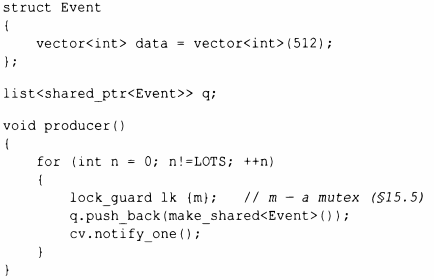 struct Event
{
    vector<int> data = vector<int>(512);
};
list<shared_ptr<Event>> q;
void producer()
{
    for (int n = 0; n!=LOTS; ++n)
    {
        lock_guard lk {m};   // m – a mutex (§15.5)
        q.push_back(make_shared<Event>());
        cv.notify_one();
    }
}